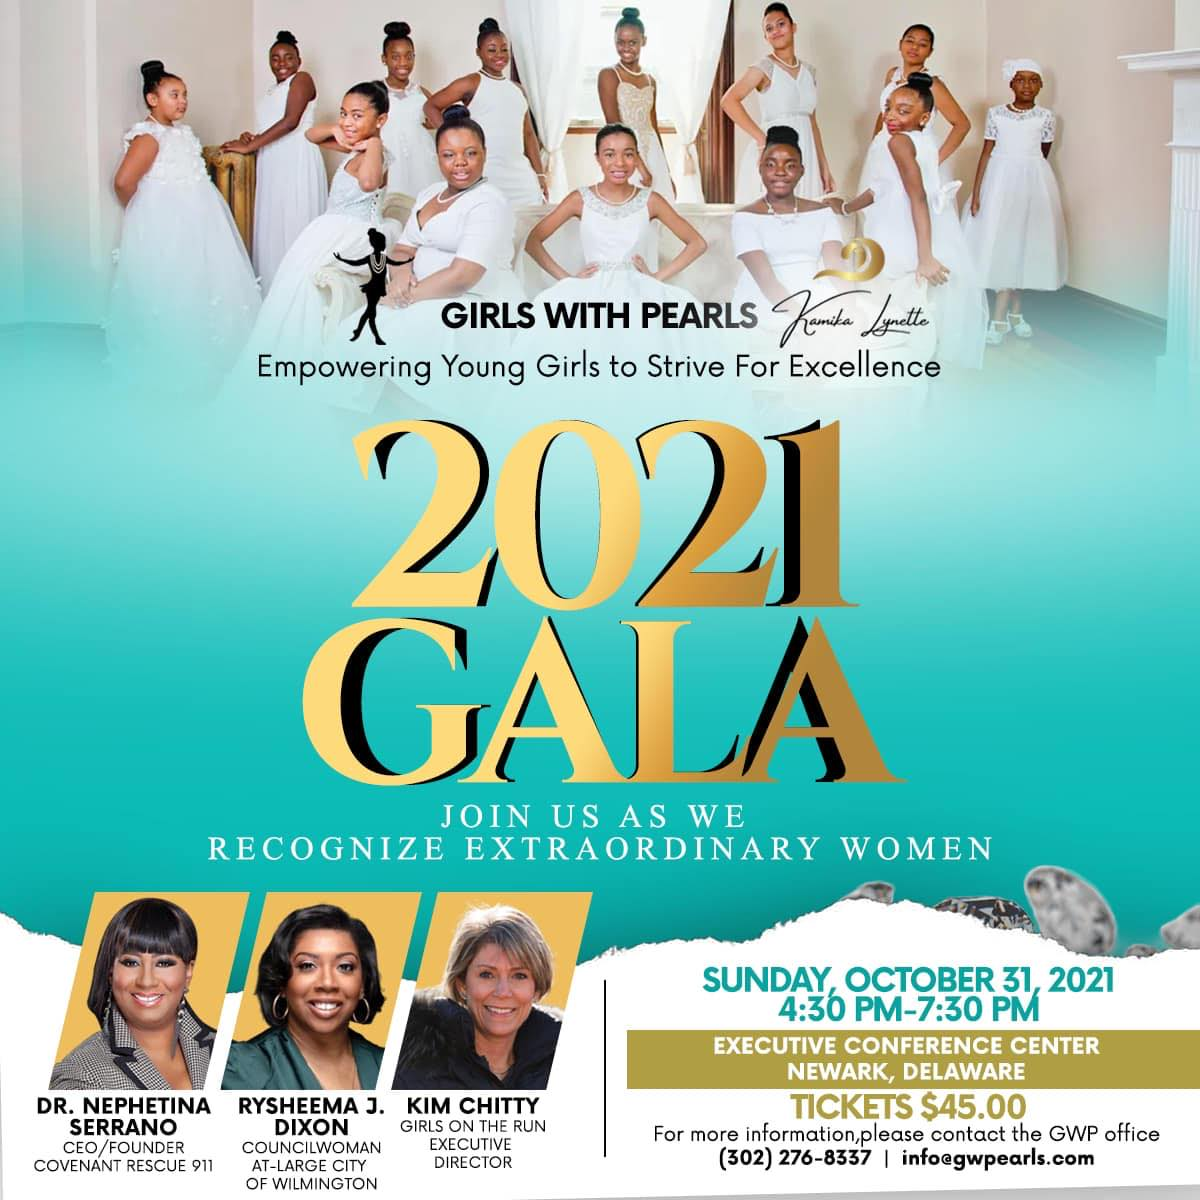 GIRLS WITH PEARLS
Kamika Lynette
Empowering Young Girls to Strive For Excellence
2021
GALA
JOIN US AS WE
RECOGNIZE EXTRAORDINARY WOMEN
DR. NEPHETINA
SERRANO
CEO/FOUNDER
COVENANT RESCUE 911
RYSHEEMA J.
DIXON
COUNCILWOMAN
AT-LARGE CITY
OF WILMINGTON
KIM CHITTY
GIRLS ON THE RUN
EXECUTIVE
DIRECTOR
SUNDAY, OCTOBER 31, 2021
4:30 PM-7:30 PM
EXECUTIVE CONFERENCE CENTER
NEWARK, DELAWARE
TICKETS $45.00
For more information,please contact the GWP office
(302) 276-8337 | info@gwpearls.com